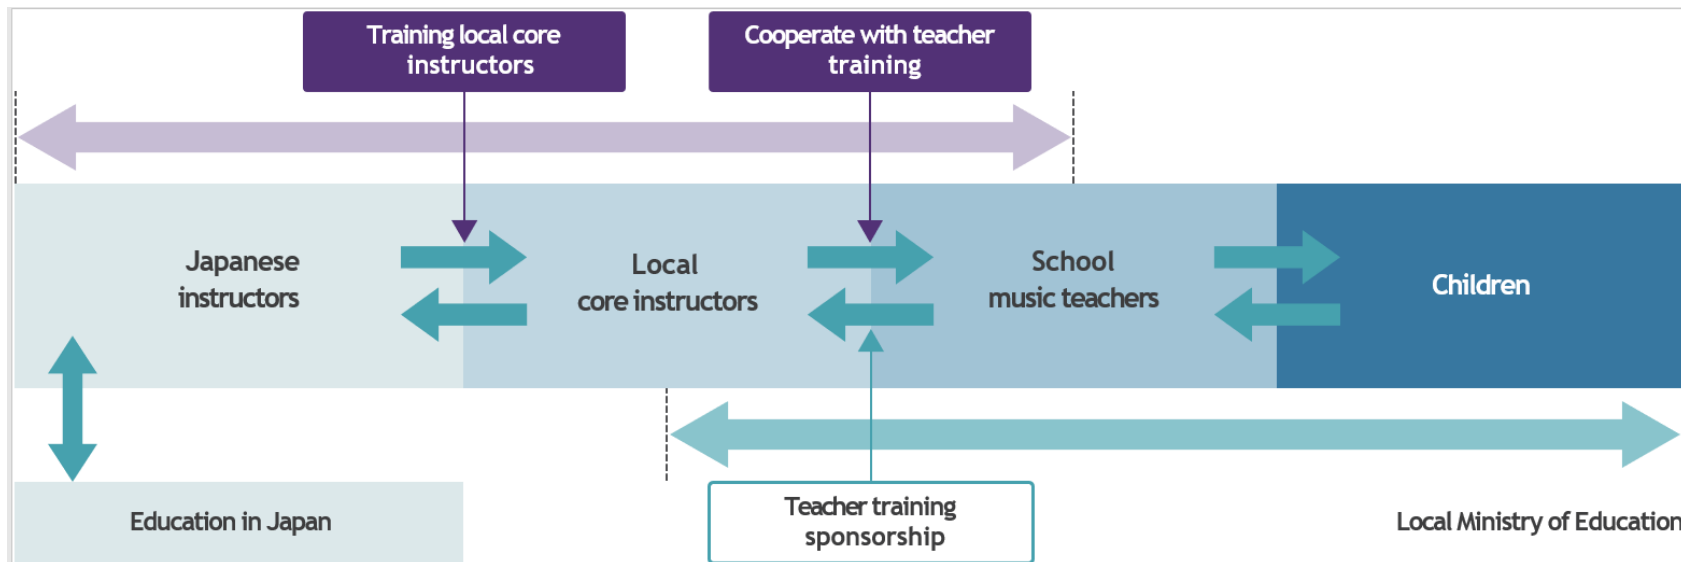 Training local core
instructors
Cooperate with teacher
training
Japanese
instructors
Local
core instructors
School
music teachers
Children
Education in Japan
Teacher training
sponsorship
Local Ministry of Education